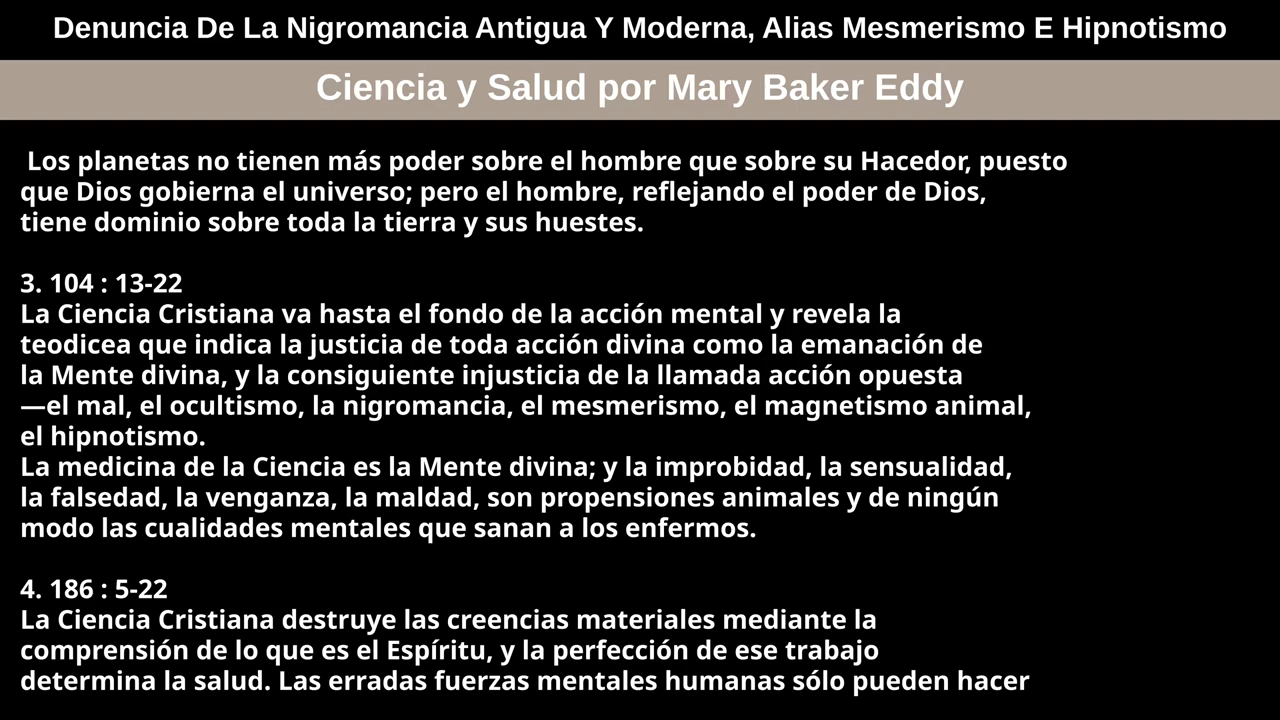 Denuncia De La Nigromancia Antigua Y Moderna, Alias Mesmerismo E Hipnotismo
Ciencia y Salud por Mary Baker Eddy
Los planetas no tienen más poder sobre el hombre que sobre su Hacedor, puesto
que Dios gobierna el universo; pero el hombre, reflejando el poder de Dios,
tiene dominio sobre toda la tierra y sus huestes.
3. 104 : 13-22
La Ciencia Cristiana va hasta el fondo de la acción mental y revela la
teodicea que indica la justicia de toda acción divina como la emanación de
la Mente divina, y la consiguiente injusticia de la llamada acción opuesta
—el mal, el ocultismo, la nigromancia, el mesmerismo, el magnetismo animal,
el hipnotismo.
La medicina de la Ciencia es la Mente divina; y la improbidad, la sensualidad,
la falsedad, la venganza, la maldad, son propensiones animales y de ningún
modo las cualidades mentales que sanan a los enfermos.
4. 186 : 5-22
La Ciencia Cristiana destruye las creencias materiales mediante la
comprensión de lo que es el Espíritu, y la perfección de ese trabajo
determina la salud. Las erradas fuerzas mentales humanas sólo pueden hacer